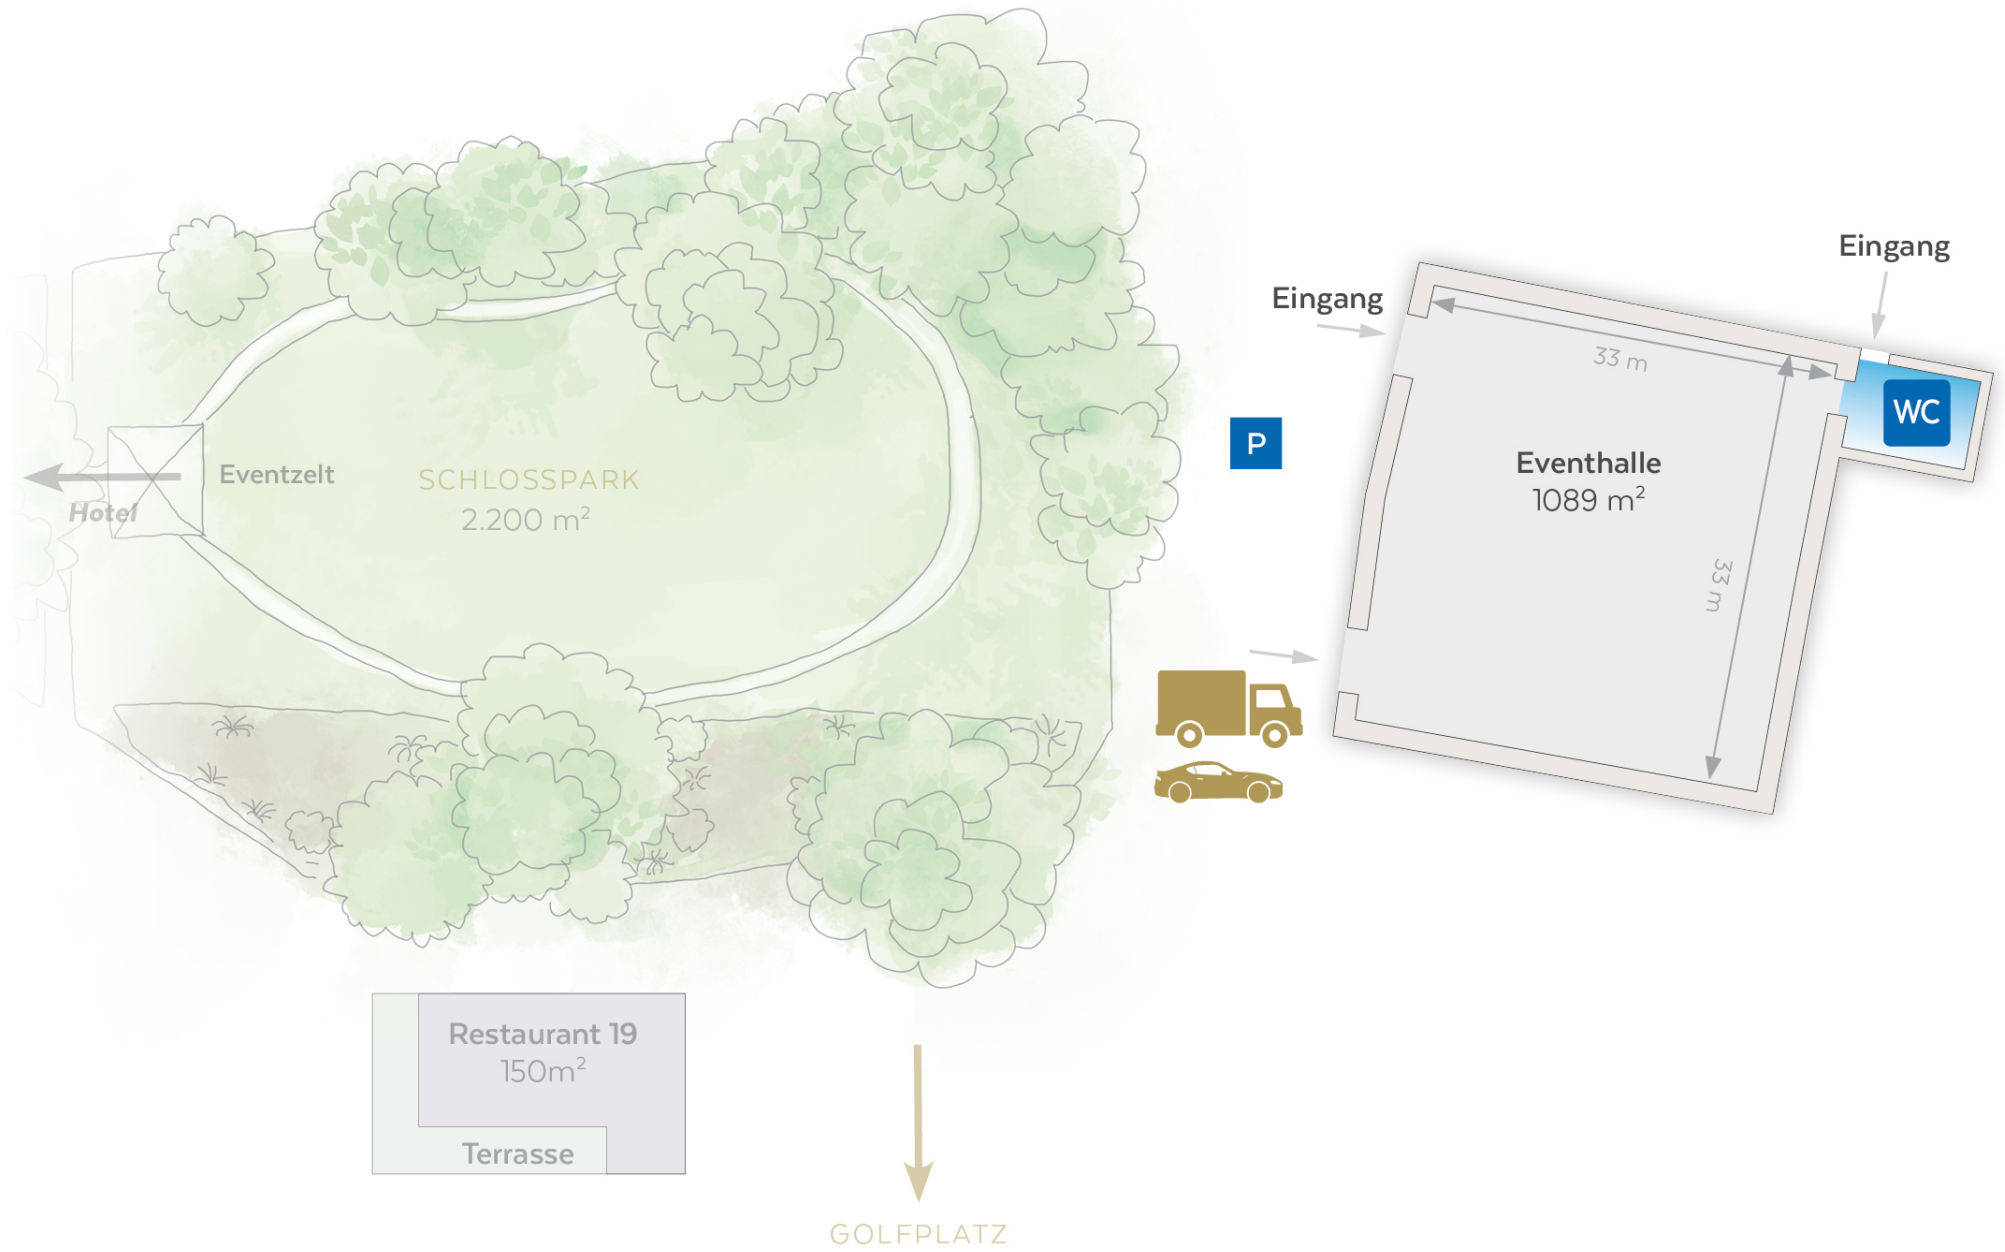 Eingang
Eingang
33 m
WC
P
Eventhalle
1089 m²
33 m
Eventzelt
Hotel
SCHLOSSPARK
2.200 m²
Restaurant 19
150m²
Terrasse
GOLFPLATZ